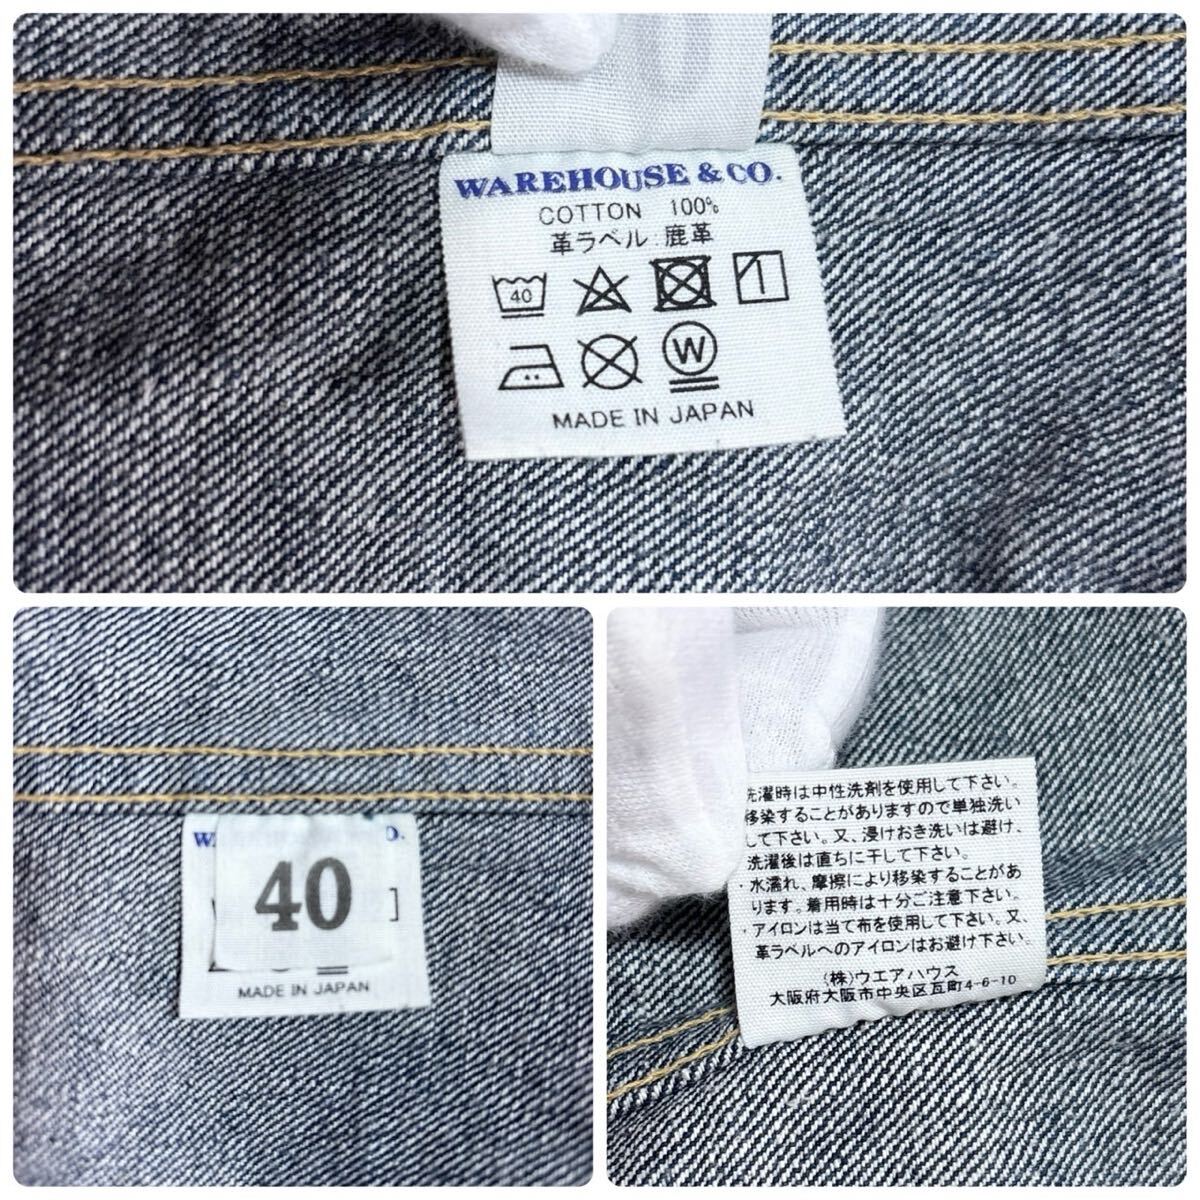 WAREHOUSE & CO.
COTTON 100%
革ラベル:鹿革
40
W
MADE IN JAPAN
40
MADE IN JAPAN
洗濯時は中性洗剤を使用して下さい。
移染することがありますので単独洗い
して下さい。又、浸けおき洗いは避け、
洗濯後は直ちに干して下さい。
・水濡れ、摩擦により移染することがあ
ります。着用時は十分ご注意下さい。
・アイロンは当て布を使用して下さい。又、
革ラベルへのアイロンはお避け下さい。
(株)ウエアハウス
大阪府大阪市中央区瓦町4-6-10